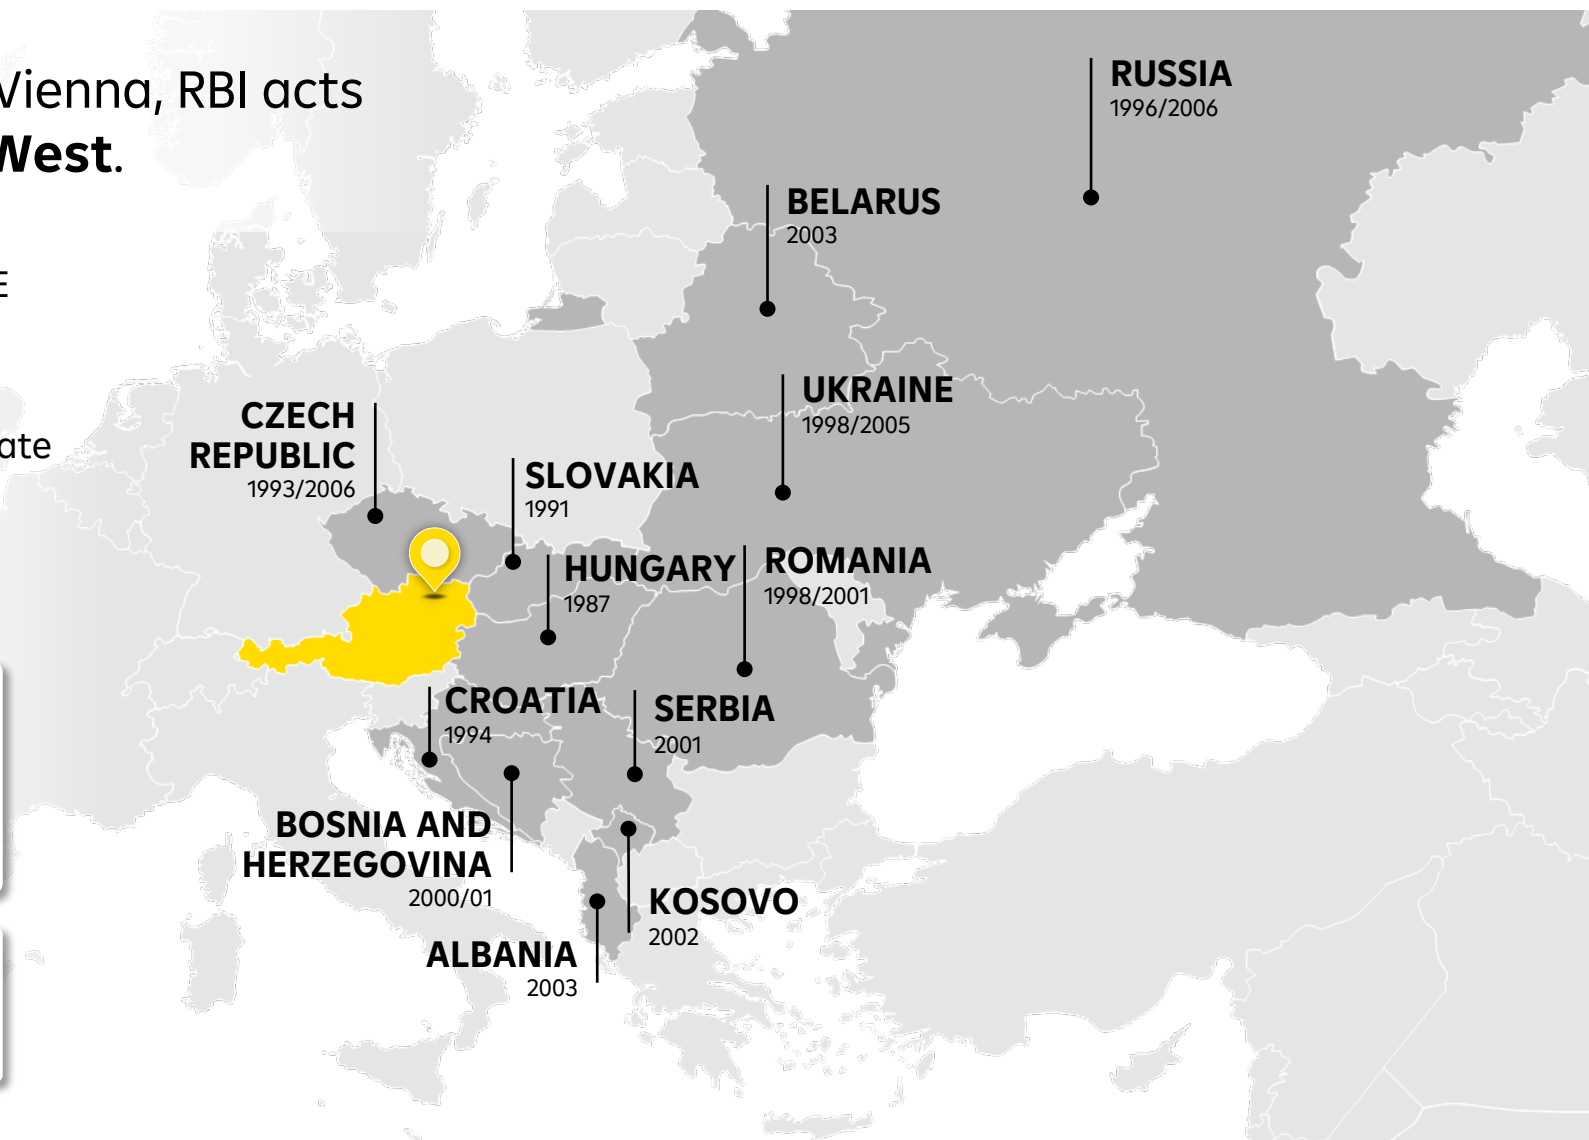 Vienna, RBI acts
West.
E
ate
RUSSIA
1996/2006
BELARUS
2003
UKRAINE
1998/2005
CZECH
REPUBLIC
1993/2006
SLOVAKIA
1991
HUNGARY
1987
ROMANIA
1998/2001
CROATIA
1994
SERBIA
2001
BOSNIA AND
HERZEGOVINA
2000/01
KOSOVO
2002
ALBANIA
2003